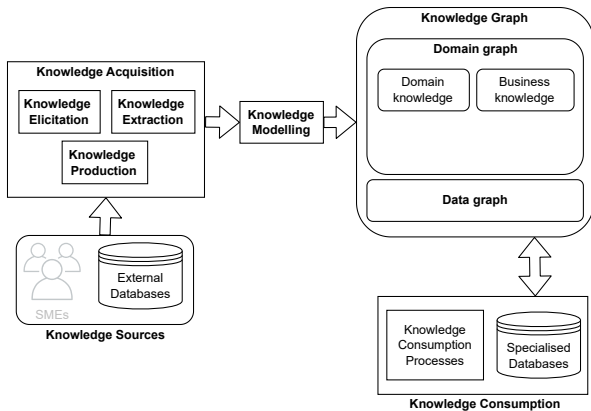 Knowledge Graph
Domain graph
Domain
knowledge
Business
knowledge
Data graph
Knowledge Acquisition
Knowledge
Elicitation
Knowledge
Extraction
Knowledge
Production
Knowledge
Modelling
SMEs
External
Databases
Knowledge Sources
Knowledge
Consumption
Processes
Specialised
Databases
Knowledge Consumption